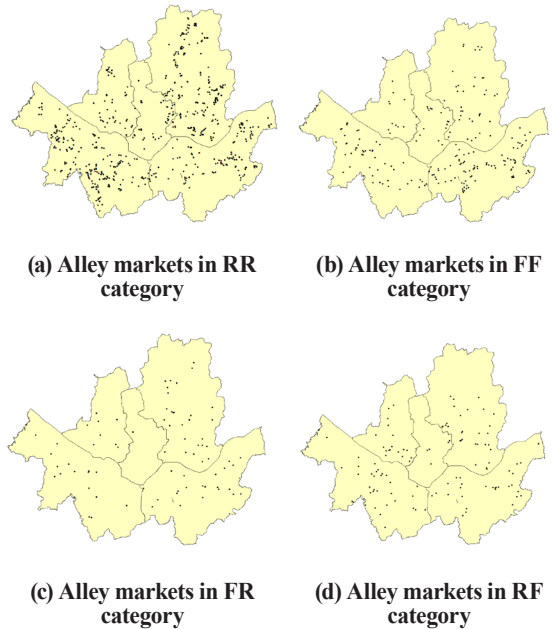 (a) Alley markets in RR
category
(b) Alley markets in FF
category
(c) Alley markets in FR
category
(d) Alley markets in RF
category